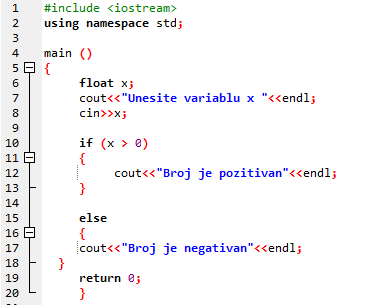 1 #include <iostream>
2 using namespace std;
3
4 main ()
5 {
6 float x;
7 cout<<"Unesite variablu x "<<endl;
8 cin>>x;
9
10 if (x > 0)
11 {
12 cout<<"Broj je pozitivan"<<endl;
13 }
14
15 else
16 {
17 cout<<"Broj je negativan"<<endl;
18 }
19 return 0;
20 }